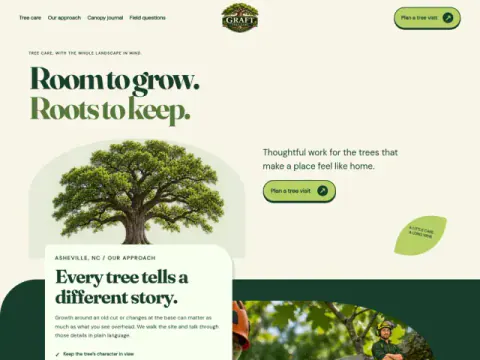 Tree care Our approach Canopy journal Field questions
GRAFT
Plan a tree visit
TREE CARE, WITH THE WHOLE LANDSCAPE IN MIND.
Room to grow.
Roots to keep.
Thoughtful work for the trees that
make a place feel like home.
Plan a tree visit
A LITTLE CARE.
A LONG VIEW.
ASHEVILLE, NC / OUR APPROACH
Every tree tells a
different story.
Growth around an old cut or changes at the base can matter as
much as what you see overhead. We walk the site and talk through
those details in plain language.
Keep the tree's character in view